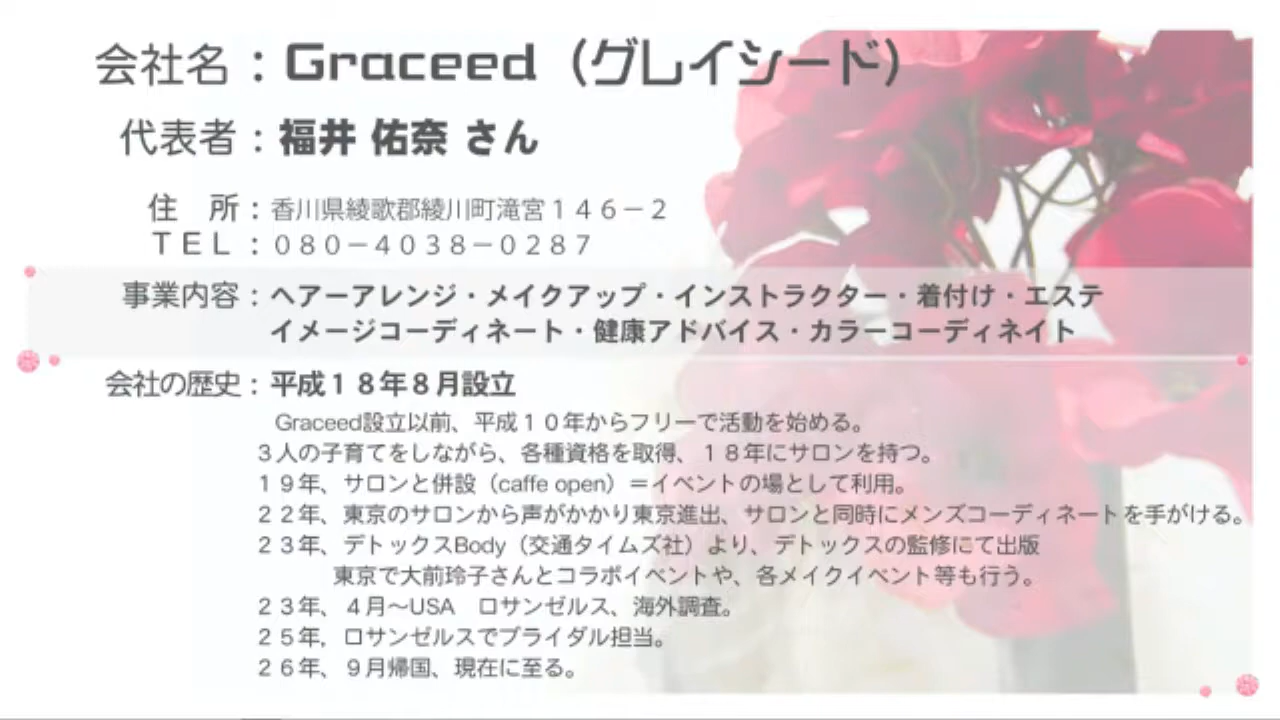 会社名：Graceed（グレイシード）
代表者：福井 佑奈 さん
住　所：香川県綾歌郡綾川町滝宮１４６－２
ＴＥＬ：０８０－４０３８－０２８７
事業内容：ヘアーアレンジ・メイクアップ・インストラクター・着付け・エステ
イメージコーディネート・健康アドバイス・カラーコーディネイト
会社の歴史：平成１８年８月設立
Graceed設立以前、平成１０年からフリーで活動を始める。
３人の子育てをしながら、各種資格を取得、１８年にサロンを持つ。
１９年、サロンと併設（caffe open）＝イベントの場として利用。
２２年、東京のサロンから声がかかり東京進出、サロンと同時にメンズコーディネートを手がける。
２３年、デトックスBody（交通タイムズ社）より、デトックスの監修にて出版
東京で大前玲子さんとコラボイベントや、各メイクイベント等も行う。
２３年、４月～USA　ロサンゼルス、海外調査。
２５年，ロサンゼルスでブライダル担当。
２６年、９月帰国、現在に至る。